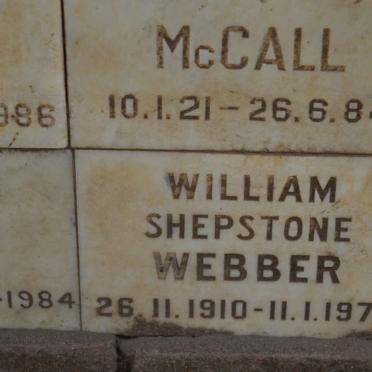 McCALL
10.1.21 – 26.6.8
986
WILLIAM
SHEPSTONE
WEBBER
26.11.1910-11.1.197
-1984